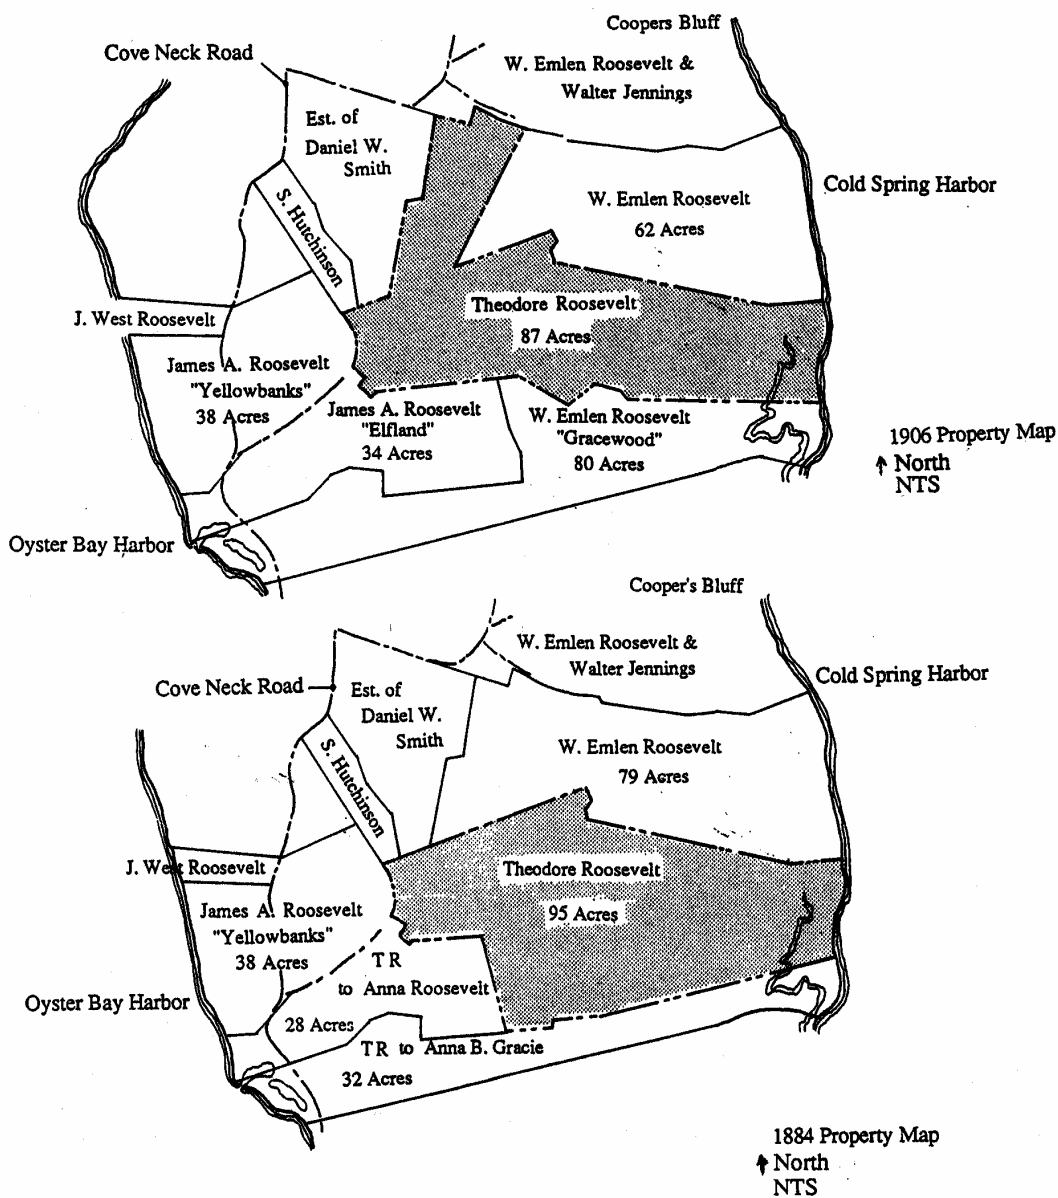 Coopers Bluff
Cove Neck Road
W. Emlen Roosevelt &
Walter Jennings
Est. of
Daniel W.
Smith
S. Hutchinson
Cold Spring Harbor
W. Emlen Roosevelt
62 Acres
Theodore Roosevelt
87 Acres
J. West Roosevelt
James A. Roosevelt
"Yellowbanks"
38 Acres
James A. Roosevelt
"Elfland"
34 Acres
W. Emlen Roosevelt
"Gracewood"
80 Acres
1906 Property Map
North
NTS
Oyster Bay Harbor
Cooper's Bluff
W. Emlen Roosevelt &
Walter Jennings
Cold Spring Harbor
Cove Neck Road
Est. of
Daniel W.
Smith
S. Hutchinson
W. Emlen Roosevelt
79 Acres
J. West Roosevelt
Theodore Roosevelt
95 Acres
James A. Roosevelt
"Yellowbanks"
38 Acres
TR
to Anna Roosevelt
28 Acres
Oyster Bay Harbor
TR to Anna B. Gracie
32 Acres
1884 Property Map
North
NTS